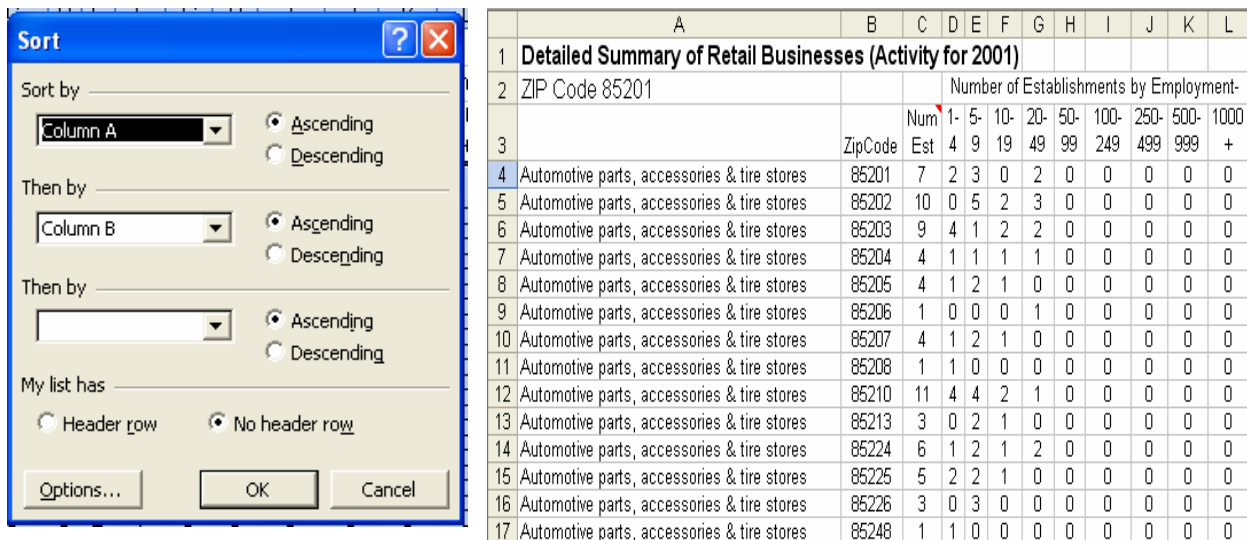 Sort
Sort by
Column A
Ascending
Descending
Then by
Column B
Ascending
Descending
Then by
Ascending
Descending
My list has
Header row
No header row
Options...
OK
Cancel
A B C D E F G H I J K L
1 Detailed Summary of Retail Businesses (Activity for 2001)
2 ZIP Code 85201 Number of Establishments by Employment-
Num 1- 5- 10- 20- 50- 100- 250- 500- 1000
3 ZipCode Est 4 9 19 49 99 249 499 999 +
4 Automotive parts, accessories & tire stores 85201 7 2 3 0 2 0 0 0 0 0
5 Automotive parts, accessories & tire stores 85202 10 0 5 2 3 0 0 0 0 0
6 Automotive parts, accessories & tire stores 85203 9 4 1 2 2 0 0 0 0 0
7 Automotive parts, accessories & tire stores 85204 4 1 1 1 1 0 0 0 0 0
8 Automotive parts, accessories & tire stores 85205 4 1 2 1 0 0 0 0 0 0
9 Automotive parts, accessories & tire stores 85206 1 0 0 0 1 0 0 0 0 0
10 Automotive parts, accessories & tire stores 85207 4 1 2 1 0 0 0 0 0 0
11 Automotive parts, accessories & tire stores 85208 1 1 0 0 0 0 0 0 0 0
12 Automotive parts, accessories & tire stores 85210 11 4 4 2 1 0 0 0 0 0
13 Automotive parts, accessories & tire stores 85213 3 0 2 1 0 0 0 0 0 0
14 Automotive parts, accessories & tire stores 85224 6 1 2 1 2 0 0 0 0 0
15 Automotive parts, accessories & tire stores 85225 5 2 2 1 0 0 0 0 0 0
16 Automotive parts, accessories & tire stores 85226 3 0 3 0 0 0 0 0 0 0
17 Automotive parts, accessories & tire stores 85248 1 1 0 0 0 0 0 0 0 0